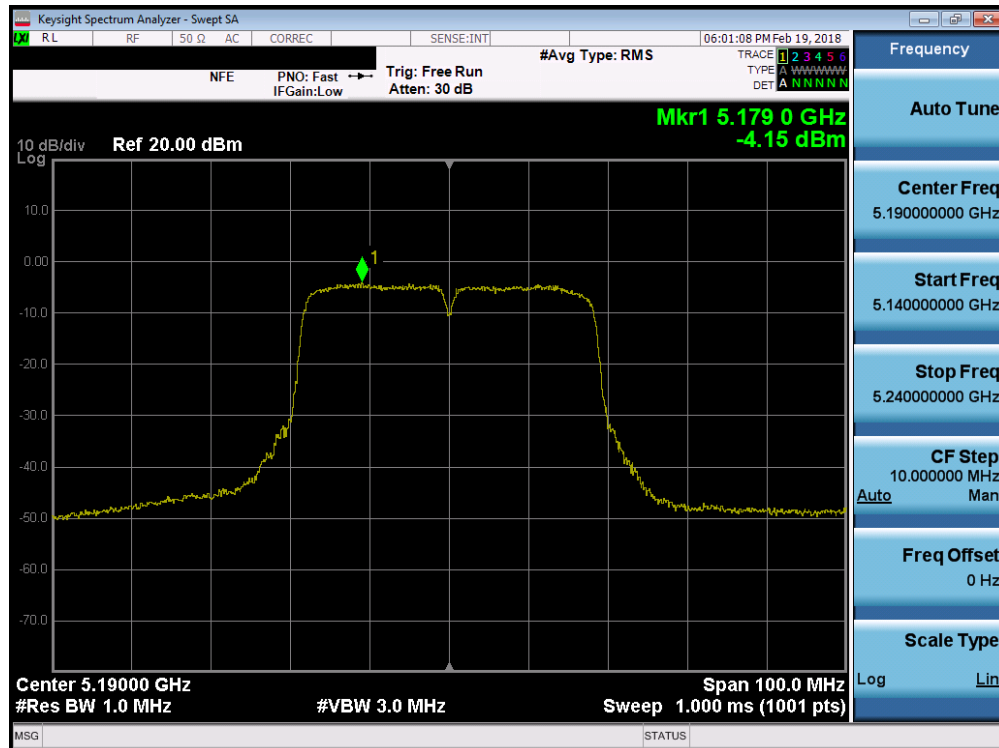 Keysight Spectrum Analyzer - Swept SA
LXI RL RF 50 Ω AC CORREC SENSE:INT 06:01:08 PM Feb 19, 2018
NFE
PNO: Fast
IFGain:Low
Trig: Free Run
Atten: 30 dB
#Avg Type: RMS
TRACE 1 2 3 4 5 6
TYPE A WWWWW
DET A N N N N N
Mkr1 5.179 0 GHz
-4.15 dBm
10 dB/div Ref 20.00 dBm
Log
1
10.0
0.00
-10.0
-20.0
-30.0
-40.0
-50.0
-60.0
-70.0
Center 5.19000 GHz Span 100.0 MHz
#Res BW 1.0 MHz #VBW 3.0 MHz Sweep 1.000 ms (1001 pts)
MSG STATUS
Frequency
Auto Tune
Center Freq
5.190000000 GHz
Start Freq
5.140000000 GHz
Stop Freq
5.240000000 GHz
CF Step
10.000000 MHz
Auto Man
Freq Offset
0 Hz
Scale Type
Log Lin